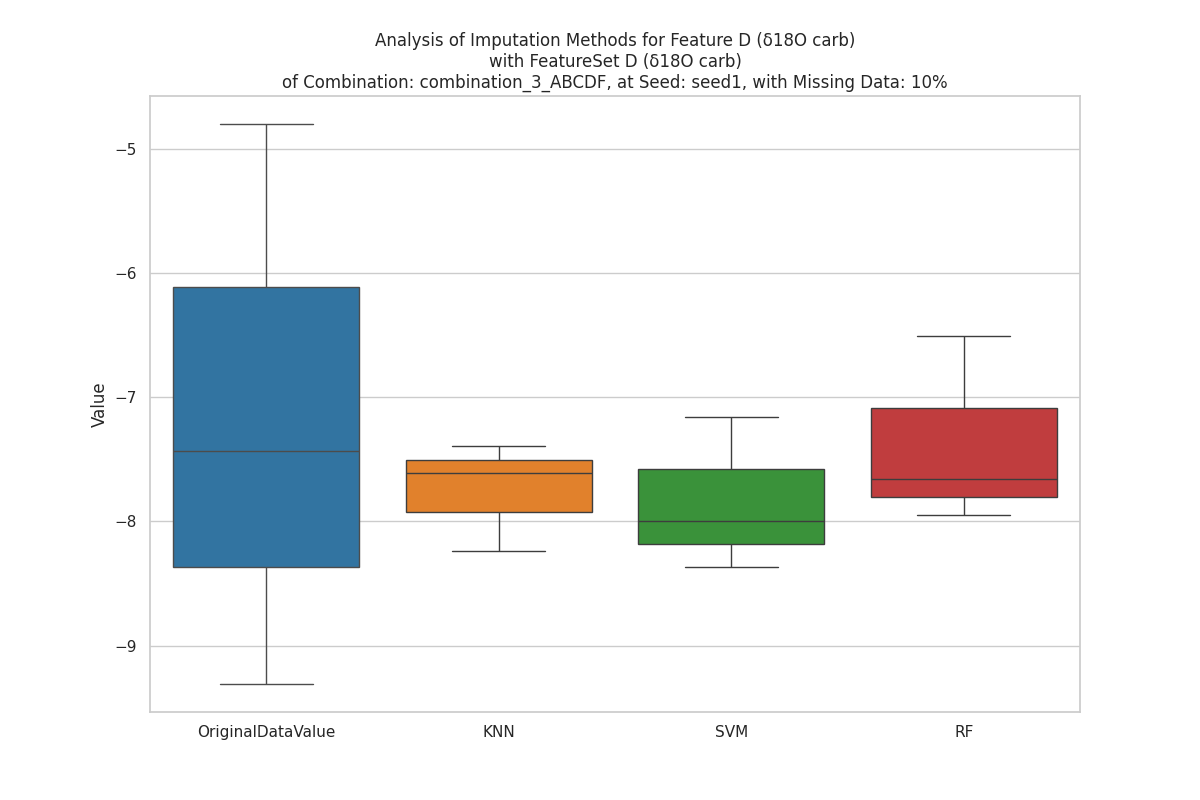 Analysis of Imputation Methods for Feature D (δ18O carb)
with FeatureSet D (δ18O carb)
of Combination: combination_3_ABCDF, at Seed: seed1, with Missing Data: 10%
Value
−5
−6
−7
−8
−9
OriginalDataValue
KNN
SVM
RF